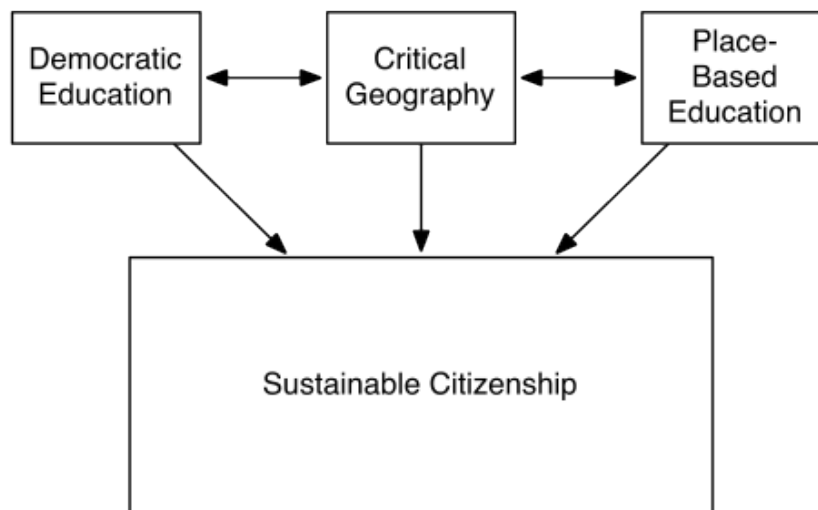 Democratic
Education
Critical
Geography
Place-
Based
Education
Sustainable Citizenship